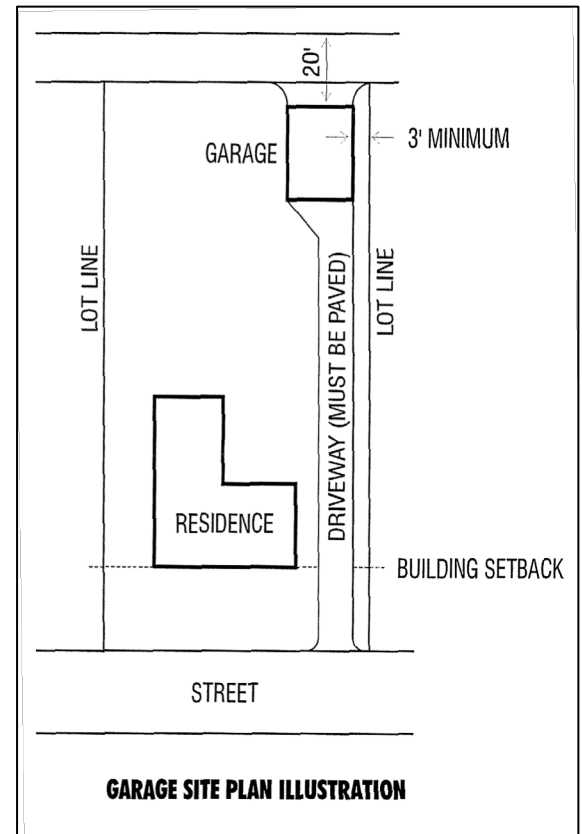 20'
GARAGE
3' MINIMUM
LOT LINE
DRIVEWAY (MUST BE PAVED)
LOT LINE
RESIDENCE
BUILDING SETBACK
STREET
GARAGE SITE PLAN ILLUSTRATION